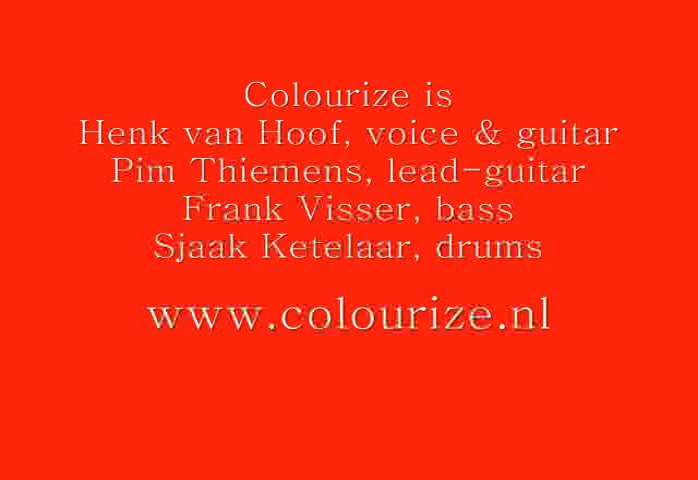 Colourize is
Henk van Hoof, voice & guitar
Pim Thiemens, lead-guitar
Frank Visser, bass
Sjaak Ketelaar, drums
www.colourize.nl